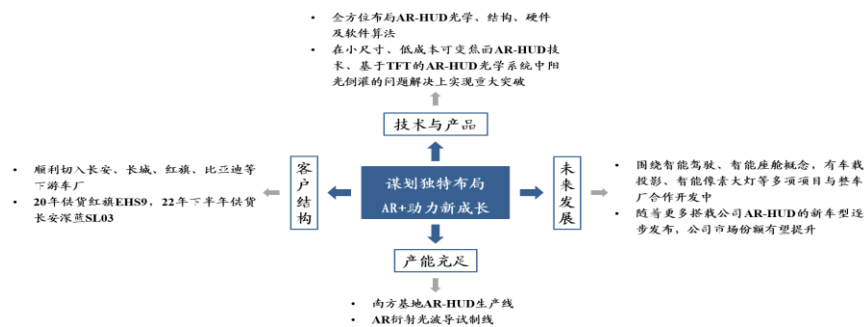 • 全方位布局AR-HUD光学、结构、硬件
及软件算法
• 在小尺寸、低成本可变焦面AR-HUD技
术、基于TFT的AR-HUD光学系统中阳
光倒灌的问题解决上实现重大突破
技术与产品
• 顺利切入长安、长城、红旗、比亚迪等
下游车厂
• 20年供货红旗EHS9，22年下半年供货
长安深蓝SL03
客户结构
谋划独特布局
AR+动力新成长
未来发展
• 围绕智能驾驶、智能座舱概念，有车载
投影、智能像素大灯等多项项目与整车
厂合作开发中
• 随着更多搭载公司AR-HUD的新车型逐
步发布，公司市场份额有望提升
产能充足
• 南方基地AR-HUD生产线
• AR衍射光波导试制线